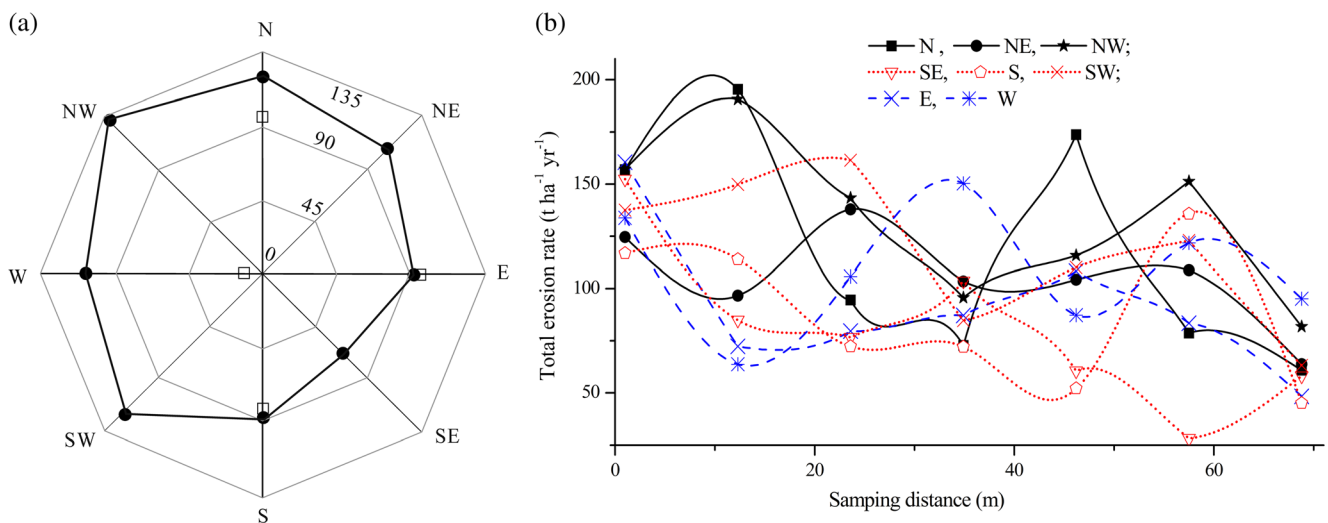 (a)
N
NW
NE
135
90
45
0
W
E
SW
SE
S
(b)
N , NE, NW;
SE, S, SW;
E, W
Total erosion rate (t ha⁻¹ yr⁻¹)
200
150
100
50
0 20 40 60
Samping distance (m)